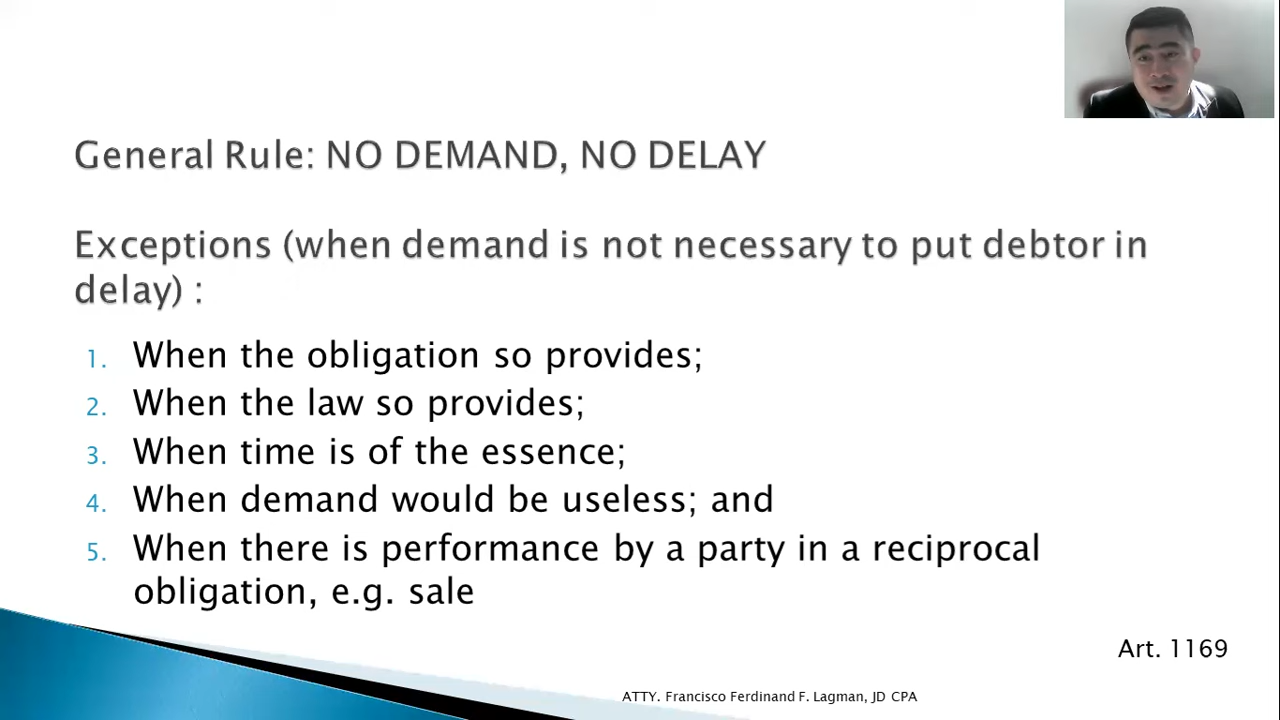 General Rule: NO DEMAND, NO DELAY
Exceptions (when demand is not necessary to put debtor in
delay) :
1. When the obligation so provides;
2. When the law so provides;
3. When time is of the essence;
4. When demand would be useless; and
5. When there is performance by a party in a reciprocal
obligation, e.g. sale
Art. 1169
ATTY. Francisco Ferdinand F. Lagman, JD CPA